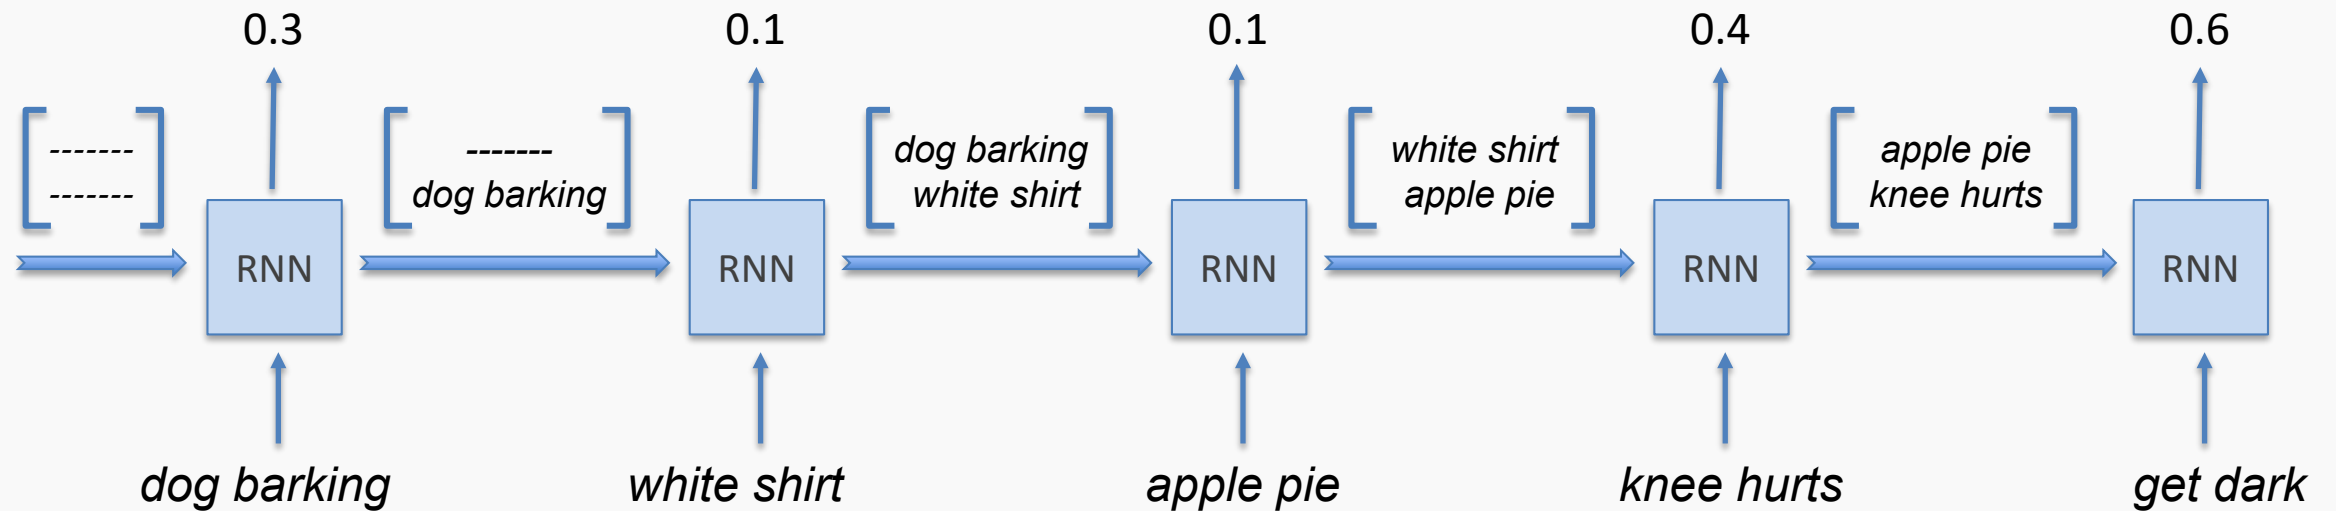 0.3 0.1 0.1 0.4 0.6
------- ------- dog barking white shirt apple pie
------- dog barking white shirt apple pie knee hurts
RNN RNN RNN RNN RNN
dog barking white shirt apple pie knee hurts get dark